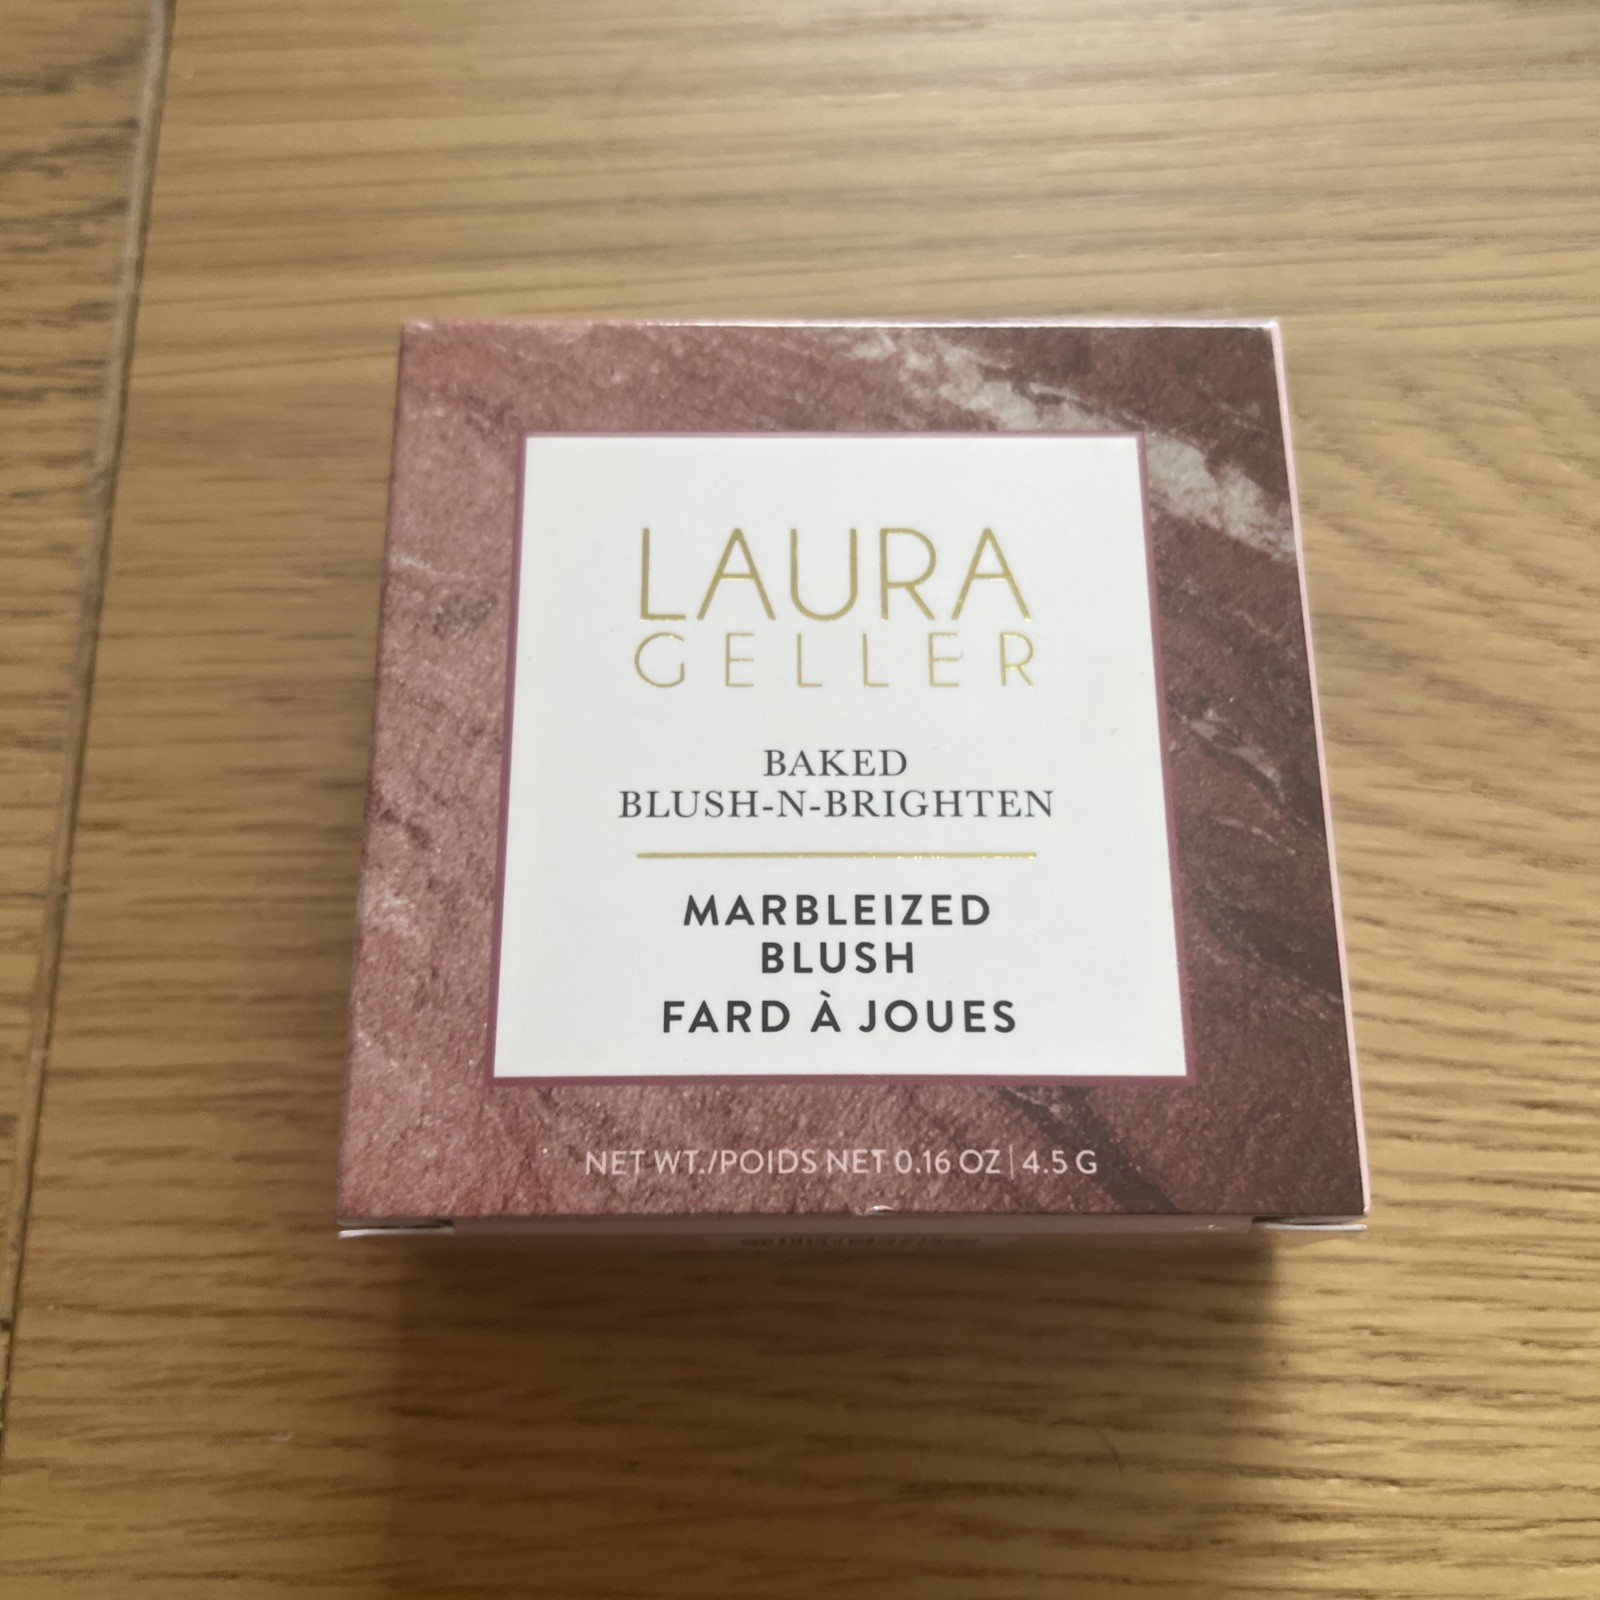 LAURA
GELLER
BAKED
BLUSH-N-BRIGHTEN
MARBLEIZED
BLUSH
FARD À JOUES
NET WT./POIDS NET 0.16 OZ | 4.5 G